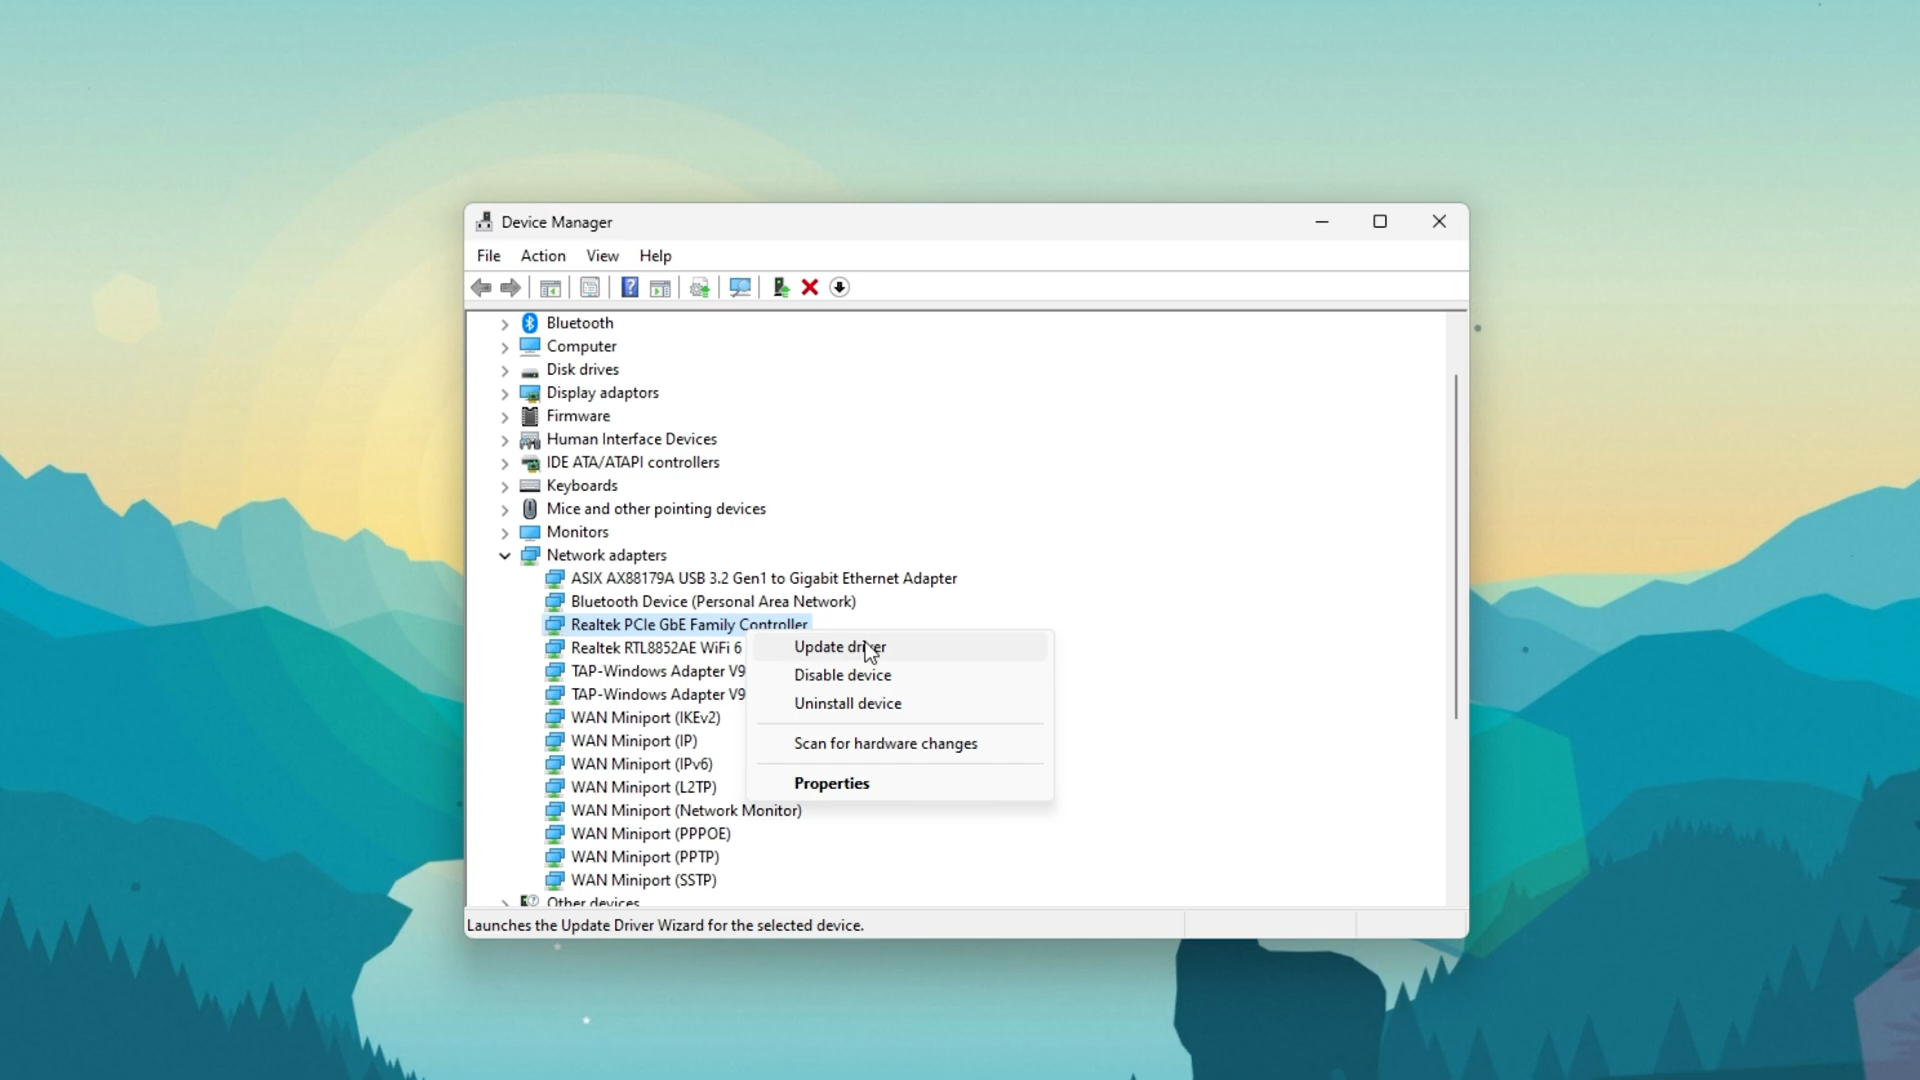 Device Manager
File Action View Help
Bluetooth
Computer
Disk drives
Display adaptors
Firmware
Human Interface Devices
IDE ATA/ATAPI controllers
Keyboards
Mice and other pointing devices
Monitors
Network adapters
ASIX AX88179A USB 3.2 Gen1 to Gigabit Ethernet Adapter
Bluetooth Device (Personal Area Network)
Realtek PCIe GbE Family Controller
Realtek RTL8852AE WiFi 6
TAP-Windows Adapter V9
TAP-Windows Adapter V9
WAN Miniport (IKEv2)
WAN Miniport (IP)
WAN Miniport (IPv6)
WAN Miniport (L2TP)
WAN Miniport (Network Monitor)
WAN Miniport (PPPOE)
WAN Miniport (PPTP)
WAN Miniport (SSTP)
Other devices
Update driver
Disable device
Uninstall device
Scan for hardware changes
Properties
Launches the Update Driver Wizard for the selected device.